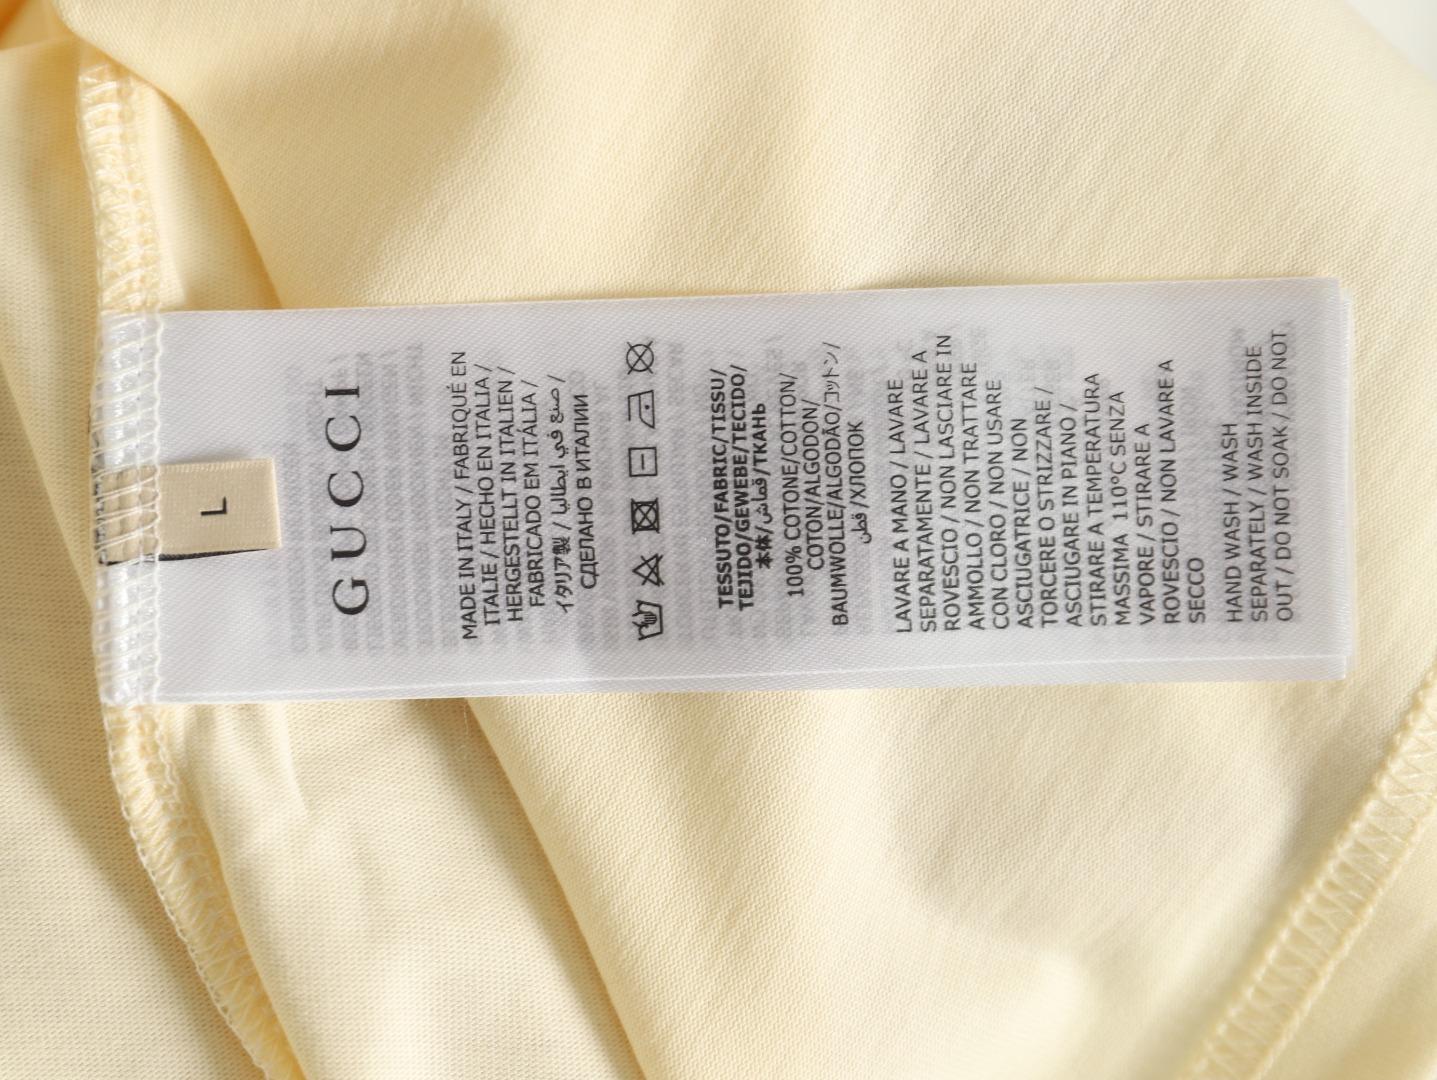 L
GUCCI
MADE IN ITALY / FABRIQUÉ EN
ITALIE / HECHO EN ITALIA /
HERGESTELLT IN ITALIEN /
FABRICADO EM ITÁLIA /
イタリア製 / صنع في ايطاليا /
СДЕЛАНО В ИТАЛИИ
TESSUTO/FABRIC/TISSU/
TEJIDO/GEWEBE/TECIDO/
本体/قماش/ТКАНЬ
100% COTONE/COTTON/
COTON/ALGODON/
BAUMWOLLE/ALGODÃO/コットン/
قطن /ХЛОПОК
LAVARE A MANO / LAVARE
SEPARATAMENTE / LAVARE A
ROVESCIO / NON LASCIARE IN
AMMOLLO / NON TRATTARE
CON CLORO / NON USARE
ASCIUGATRICE / NON
TORCERE O STRIZZARE /
ASCIUGARE IN PIANO /
STIRARE A TEMPERATURA
MASSIMA 110°C SENZA
VAPORE / STIRARE A
ROVESCIO / NON LAVARE A
SECCO
HAND WASH / WASH
SEPARATELY / WASH INSIDE
OUT / DO NOT SOAK / DO NOT